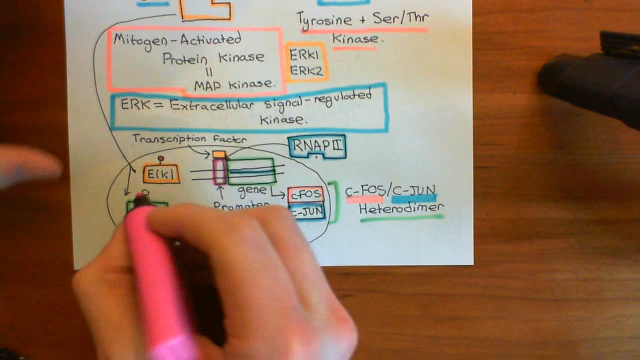 Tyrosine + Ser/Thr
Kinase.
Mitogen-Activated
Protein Kinase
=
MAP Kinase.
ERK1
ERK2
ERK = Extracellular signal-regulated
Kinase.
Transcription Factor
RNAP II
Elk1
gene
Promoter
C-FOS
C-JUN
C-FOS/C-JUN
Heterodimer